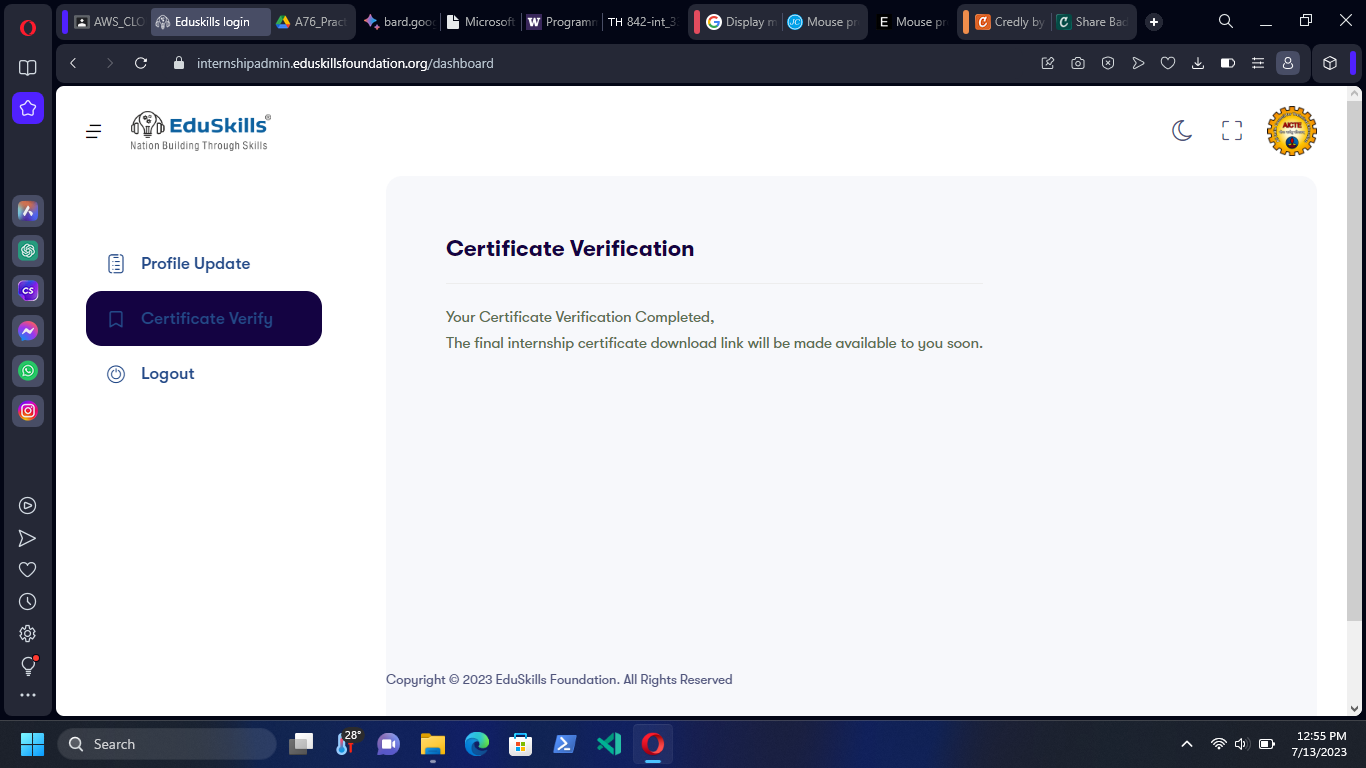 AWS_CLO
Eduskills login
A76_Pract
bard.goog
Microsoft
Programm
TH 842-int_33
Display m
Mouse pr
E Mouse pr
Credly by
Share Bad
internshipadmin.eduskillsfoundation.org/dashboard
EduSkills®
Nation Building Through Skills
AICTE
Certificate Verification
Profile Update
Your Certificate Verification Completed,
Certificate Verify
The final internship certificate download link will be made available to you soon.
Logout
Copyright © 2023 EduSkills Foundation. All Rights Reserved
Search
28°
12:55 PM
7/13/2023